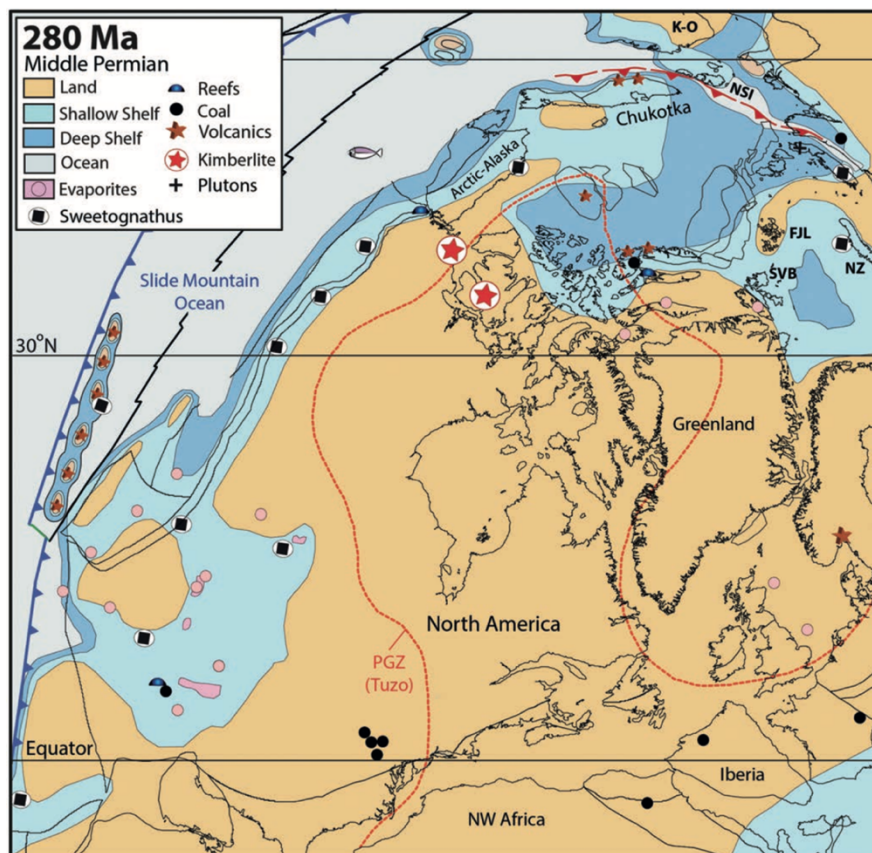 280 Ma
Middle Permian
Land
Shallow Shelf
Deep Shelf
Ocean
Evaporites
Sweetognathus
Reefs
Coal
Volcanics
Kimberlite
Plutons
K-O
NSI
Chukotka
Arctic-Alaska
FJL
SVB
NZ
Slide Mountain
Ocean
30°N
Greenland
North America
PGZ
(Tuzo)
Equator
Iberia
NW Africa